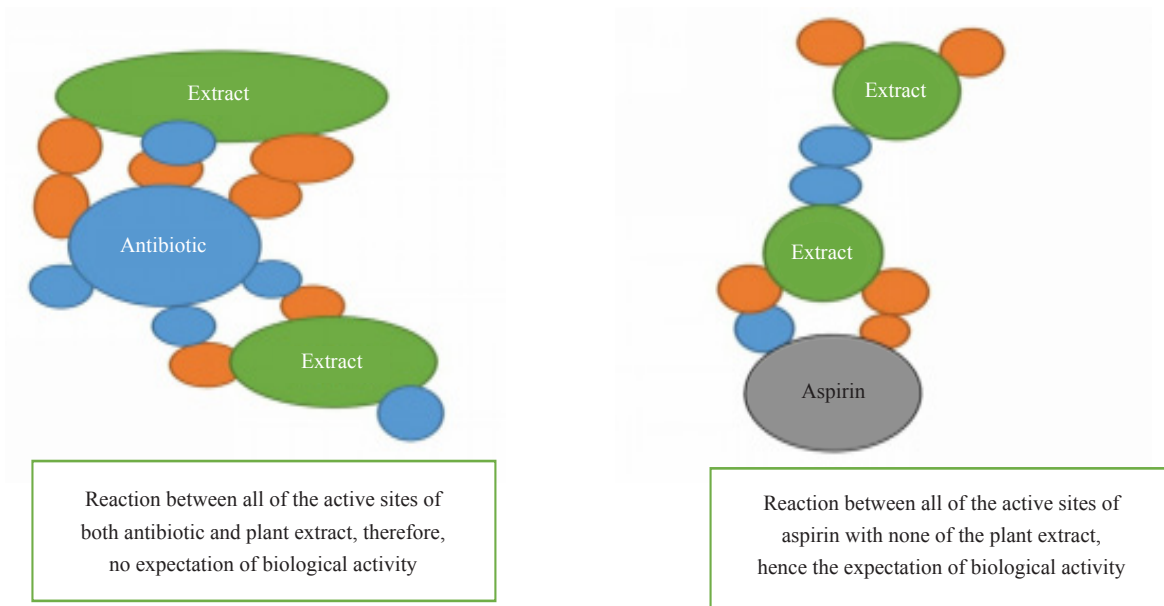 Extract
Antibiotic
Extract
Reaction between all of the active sites of
both antibiotic and plant extract, therefore,
no expectation of biological activity
Extract
Extract
Aspirin
Reaction between all of the active sites of
aspirin with none of the plant extract,
hence the expectation of biological activity